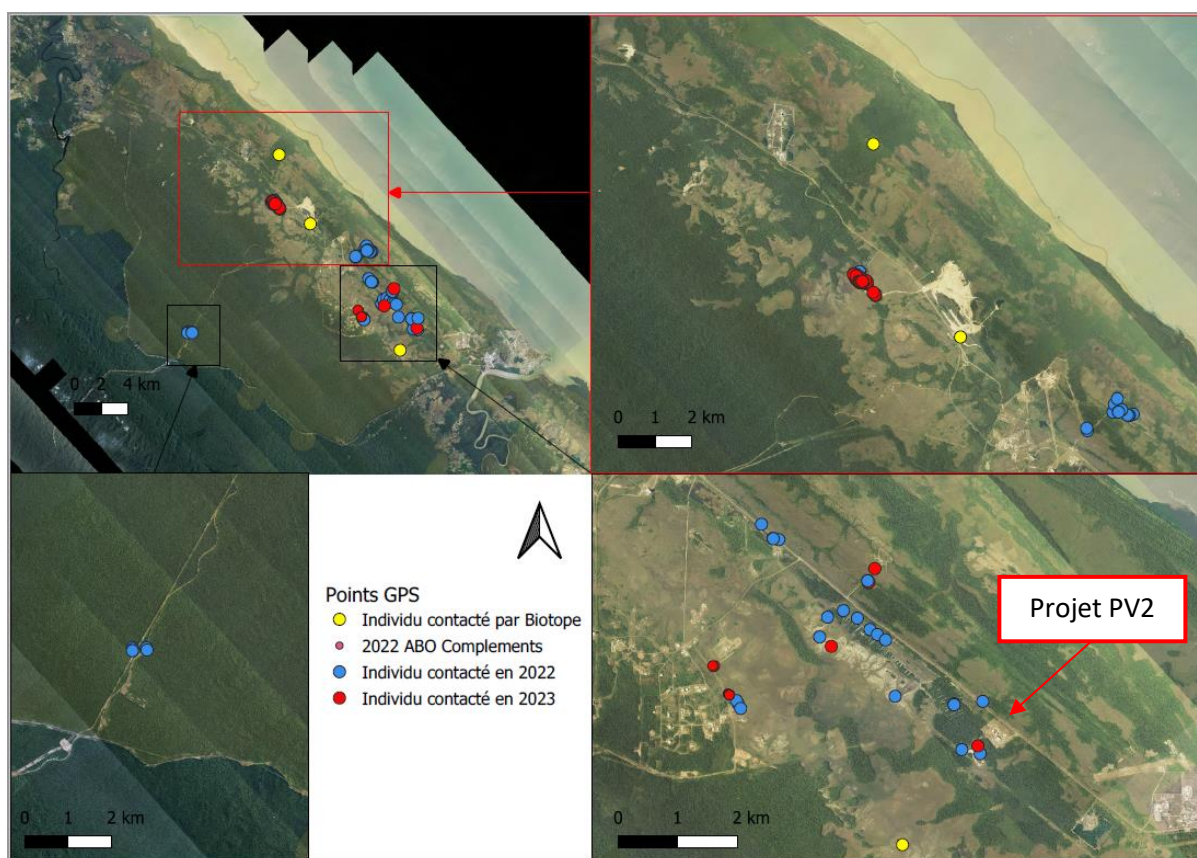 0 2 4 km
0 1 2 km
Points GPS
Individu contacté par Biotope
2022 ABO Complements
Individu contacté en 2022
Individu contacté en 2023
Projet PV2
0 1 2 km
0 1 2 km